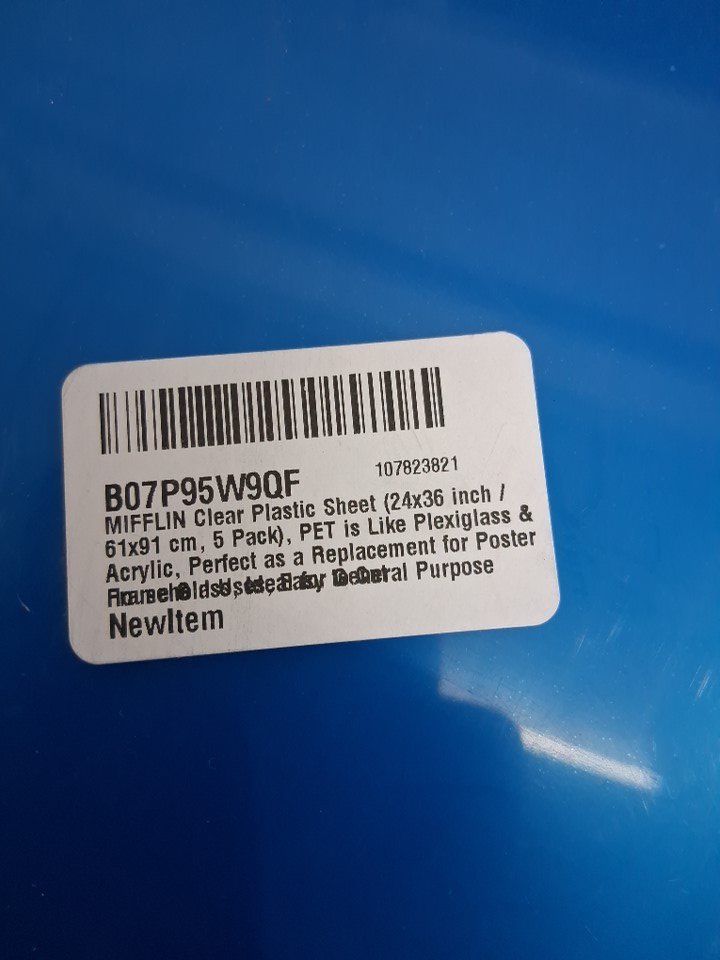 107823821
B07P95W9QF
MIFFLIN Clear Plastic Sheet (24x36 inch /
61x91 cm, 5 Pack), PET is Like Plexiglass &
Acrylic, Perfect as a Replacement for Poster
General Purpose
NewItem